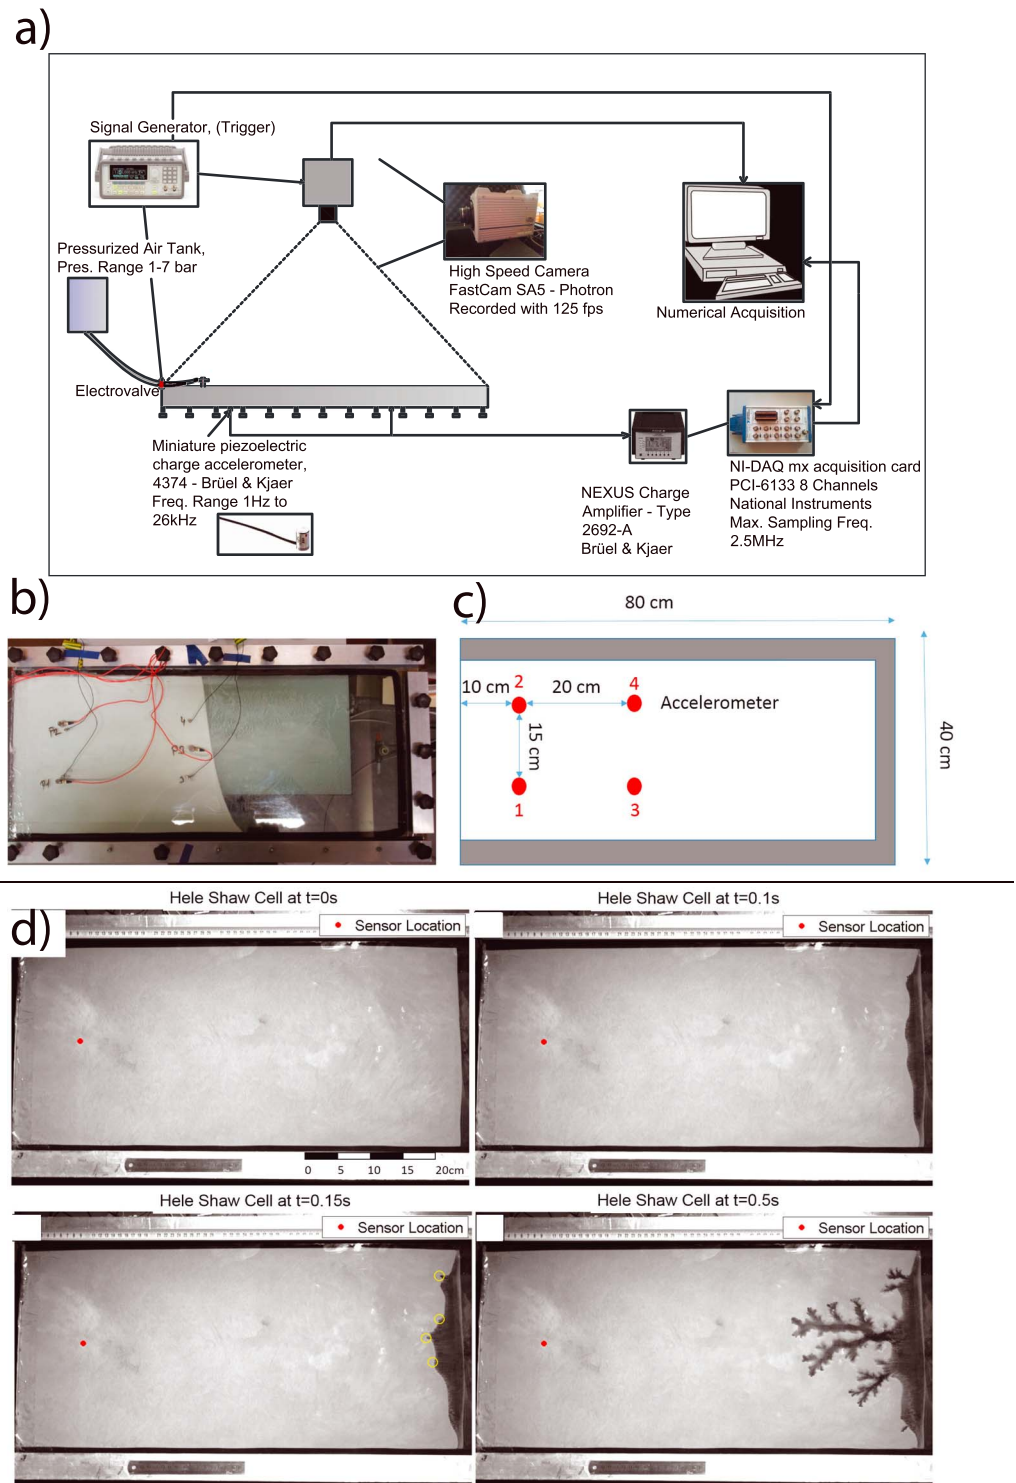 a)
Signal Generator, (Trigger)
Pressurized Air Tank,
Pres. Range 1-7 bar
High Speed Camera
FastCam SA5 - Photron
Recorded with 125 fps
Numerical Acquisition
Electrovalve
Miniature piezoelectric
charge accelerometer,
4374 - Brüel & Kjaer
Freq. Range 1Hz to
26kHz
NEXUS Charge
Amplifier - Type
2692-A
Brüel & Kjaer
NI-DAQ mx acquisition card
PCI-6133 8 Channels
National Instruments
Max. Sampling Freq.
2.5MHz
b)
P2
4
P3
P1
3
c)
80 cm
10 cm
2
20 cm
4
Accelerometer
15 cm
40 cm
1
3
d)
Hele Shaw Cell at t=0s
Sensor Location
0 5 10 15 20cm
Hele Shaw Cell at t=0.1s
Sensor Location
Hele Shaw Cell at t=0.15s
Sensor Location
Hele Shaw Cell at t=0.5s
Sensor Location